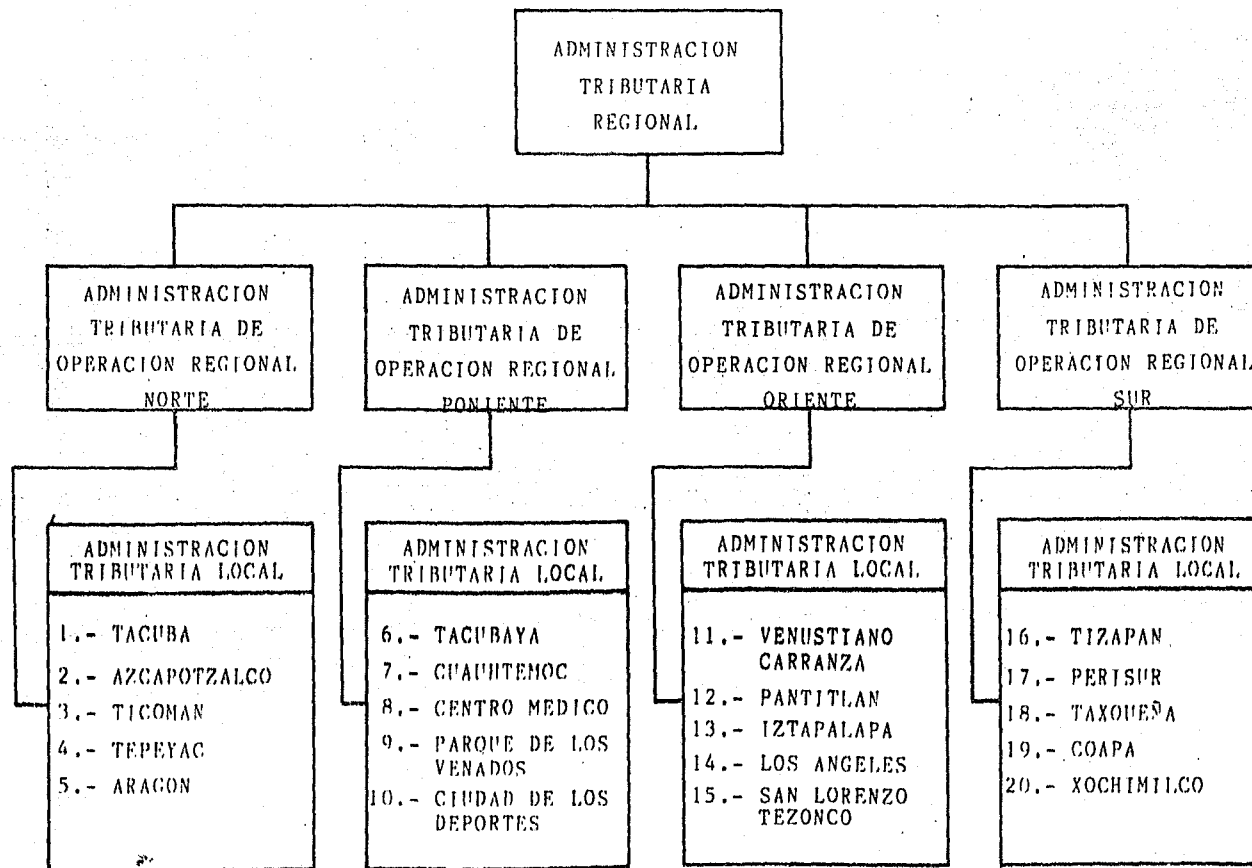 ADMINISTRACION
TRIBUTARIA
REGIONAL
ADMINISTRACION
TRIBUTARIA DE
OPERACION REGIONAL
NORTE
ADMINISTRACION
TRIBUTARIA DE
OPERACION REGIONAL
PONIENTE
ADMINISTRACION
TRIBUTARIA DE
OPERACION REGIONAL
ORIENTE
ADMINISTRACION
TRIBUTARIA DE
OPERACION REGIONAL
SUR
ADMINISTRACION
TRIBUTARIA LOCAL
1.- TACUBA
2.- AZCAPOTZALCO
3.- TICOMAN
4.- TEPEYAC
5.- ARAGON
ADMINISTRACION
TRIBUTARIA LOCAL
6.- TACUBAYA
7.- CUAUHTEMOC
8.- CENTRO MEDICO
9.- PARQUE DE LOS
VENADOS
10.- CIUDAD DE LOS
DEPORTES
ADMINISTRACION
TRIBUTARIA LOCAL
11.- VENUSTIANO
CARRANZA
12.- PANTITLAN
13.- IZTAPALAPA
14.- LOS ANGELES
15.- SAN LORENZO
TEZONCO
ADMINISTRACION
TRIBUTARIA LOCAL
16.- TIZAPAN
17.- PERISUR
18.- TAXQUEÑA
19.- COAPA
20.- XOCHIMILCO